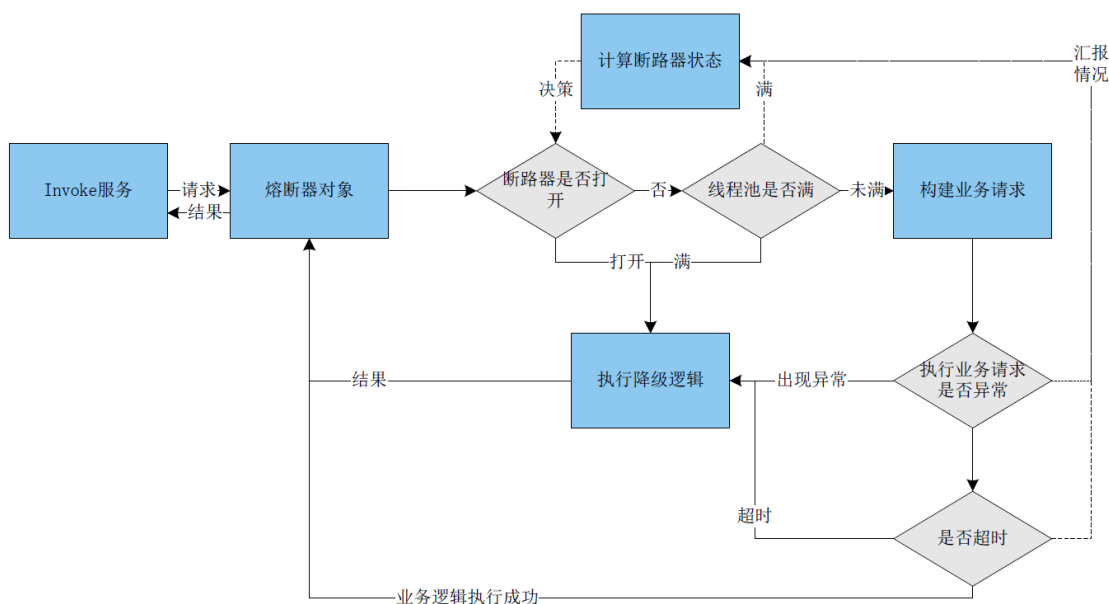 计算断路器状态
汇报
情况
决策
满
Invoke服务
请求
结果
熔断器对象
断路器是否打
开
否
线程池是否满
未满
构建业务请求
打开
满
执行降级逻辑
结果
出现异常
执行业务请求
是否异常
超时
是否超时
业务逻辑执行成功